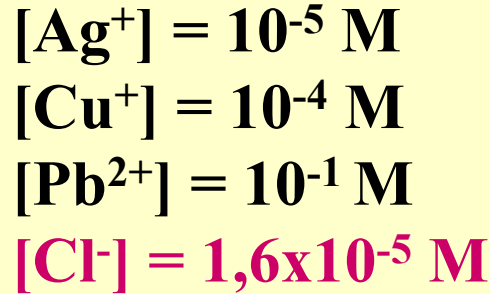 [Ag⁺] = 10⁻⁵ M
[Cu⁺] = 10⁻⁴ M
[Pb²⁺] = 10⁻¹ M
[Cl⁻] = 1,6x10⁻⁵ M